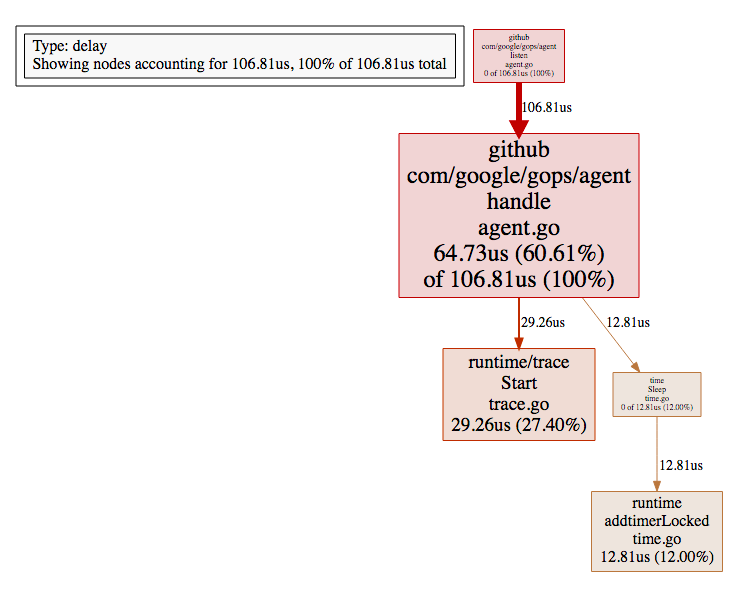 Type: delay
Showing nodes accounting for 106.81us, 100% of 106.81us total
github
com/google/gops/agent
listen
agent.go
0 of 106.81us (100%)
106.81us
github
com/google/gops/agent
handle
agent.go
64.73us (60.61%)
of 106.81us (100%)
29.26us
12.81us
runtime/trace
Start
trace.go
29.26us (27.40%)
time
Sleep
time.go
0 of 12.81us (12.00%)
12.81us
runtime
addtimerLocked
time.go
12.81us (12.00%)